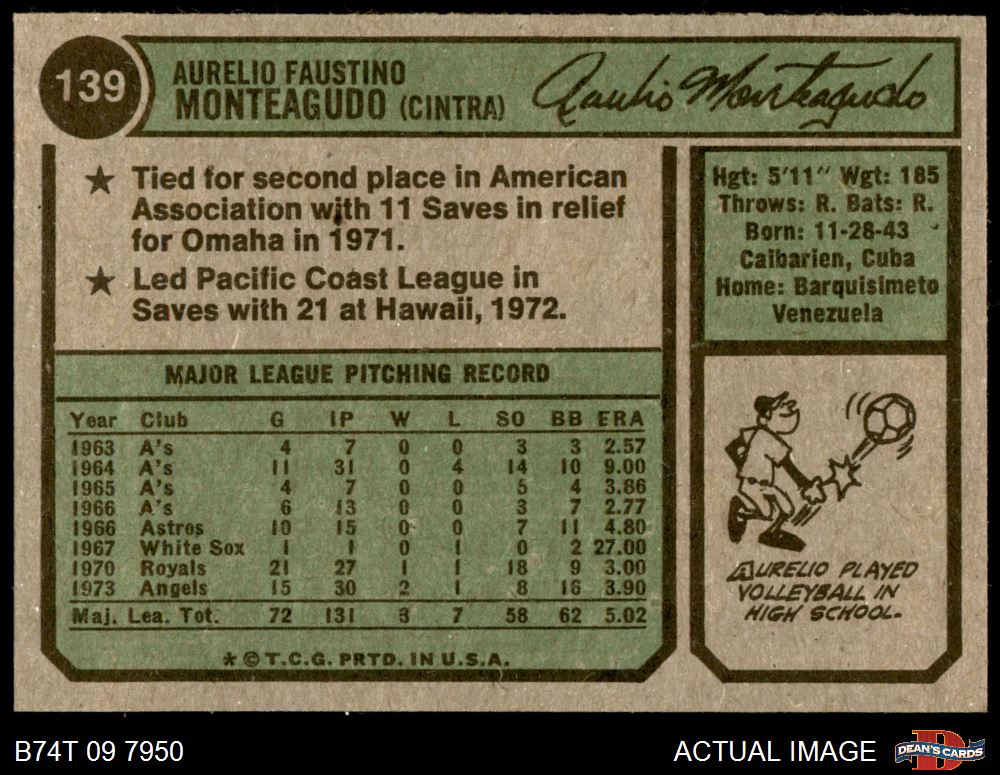 139
AURELIO FAUSTINO
MONTEAGUDO (CINTRA)
Aurelio Monteagudo
★ Tied for second place in American
Association with 11 Saves in relief
for Omaha in 1971.
★ Led Pacific Coast League in
Saves with 21 at Hawaii, 1972.
Hgt: 5'11" Wgt: 185
Throws: R. Bats: R.
Born: 11-28-43
Caibarien, Cuba
Home: Barquisimeto
Venezuela
MAJOR LEAGUE PITCHING RECORD
Year Club G IP W L SO BB ERA
1963 A's 4 7 0 0 3 3 2.57
1964 A's 11 31 0 4 14 10 9.00
1965 A's 4 7 0 0 5 4 3.86
1966 A's 6 13 0 0 3 7 2.77
1966 Astros 10 15 0 0 7 11 4.80
1967 White Sox 1 1 0 1 0 2 27.00
1970 Royals 21 27 1 1 18 9 3.00
1973 Angels 15 30 2 1 8 16 3.90
Maj. Lea. Tot. 72 131 3 7 58 62 5.02
* © T.C.G. PRTD. IN U.S.A.
AURELIO PLAYED
VOLLEYBALL IN
HIGH SCHOOL.
B74T 09 7950
ACTUAL IMAGE
DEAN'S CARDS